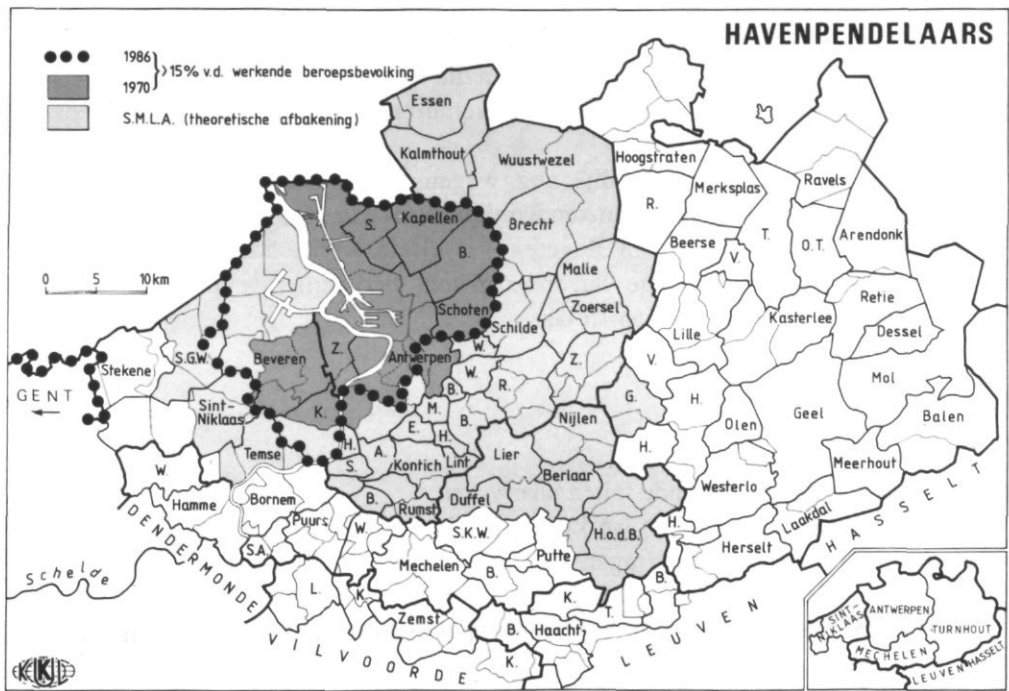 HAVENPENDELAARS
1986
1970
>15% v.d. werkende beroepsbevolking
S.M.L.A. (theoretische afbakening)
0 5 10km
Essen
Kalmthout
Wuustwezel
Hoogstraten
Merksplas
Ravels
R.
S.
Kapellen
B.
Brecht
Beerse
V.
T.
O.T.
Arendonk
Malle
Zoersel
Schoten
Schilde
Lille
Kasterlee
Retie
Dessel
Mol
Balen
Stekene
S.G.W.
Beveren
Z.
Antwerpen
W.
W.
R.
Z.
V.
G.
H.
H.
Olen
Geel
GENT
Sint-
Niklaas
K.
B.
M.
E.
B.
H.
Nijlen
Temse
H.
S.
A.
Kontich
Lint
Lier
Berlaar
Westerlo
Meerhout
W.
Hamme
Bornem
B.
Rumst
Duffel
H.o.d.B.
H.
Laakdal
Herselt
Puurs
W.
S.A.
S.K.W.
Putte
Mechelen
B.
B.
L.
K.
K.
T.
Zemst
B.
Haacht
K.
Schelde
DENDERMONDE
VILVOORDE
LEUVEN
HASSELT
SINT-
NIKLAAS
ANTWERPEN
TURNHOUT
MECHELEN
LEUVEN
HASSELT